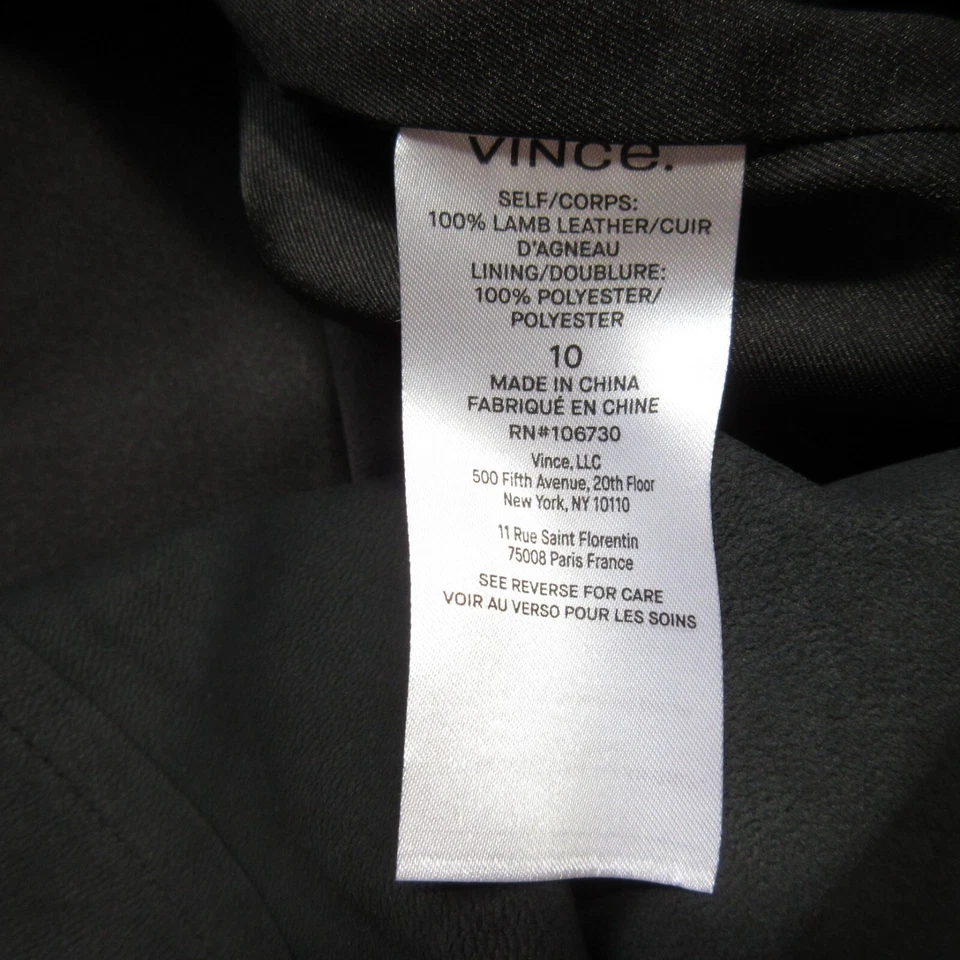 VINCE.
SELF/CORPS:
100% LAMB LEATHER/CUIR
D'AGNEAU
LINING/DOUBLURE:
100% POLYESTER/
POLYESTER
10
MADE IN CHINA
FABRIQUÉ EN CHINE
RN#106730
Vince, LLC
500 Fifth Avenue, 20th Floor
New York, NY 10110
11 Rue Saint Florentin
75008 Paris France
SEE REVERSE FOR CARE
VOIR AU VERSO POUR LES SOINS